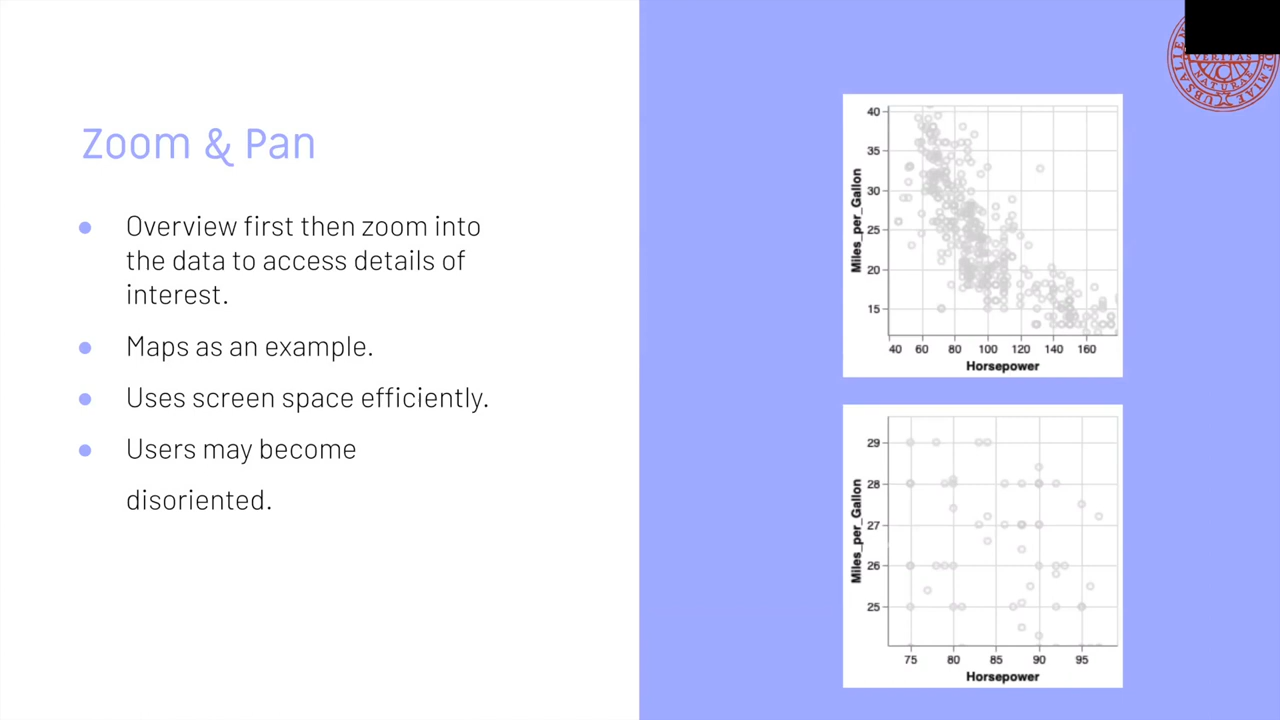 Zoom & Pan
Overview first then zoom into
the data to access details of
interest.
Maps as an example.
Uses screen space efficiently.
Users may become
disoriented.
VERITAS
NATURAE
40
35
30
25
20
15
Miles_per_Gallon
40 60 80 100 120 140 160
Horsepower
29
28
27
26
25
Miles_per_Gallon
75 80 85 90 95
Horsepower